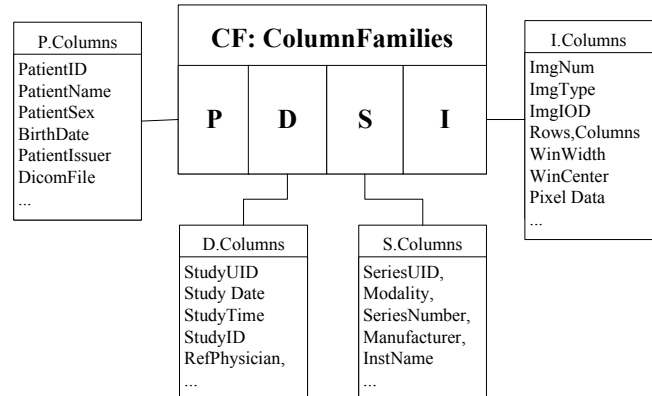 P.Columns
PatientID
PatientName
PatientSex
BirthDate
PatientIssuer
DicomFile
...
CF: ColumnFamilies
P D S I
I.Columns
ImgNum
ImgType
ImgIOD
Rows,Columns
WinWidth
WinCenter
Pixel Data
...
D.Columns
StudyUID
Study Date
StudyTime
StudyID
RefPhysician,
...
S.Columns
SeriesUID,
Modality,
SeriesNumber,
Manufacturer,
InstName
...